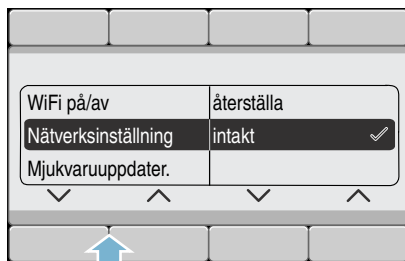 WiFi på/av återställa
Nätverksinställning intakt
Mjukvaruuppdater.